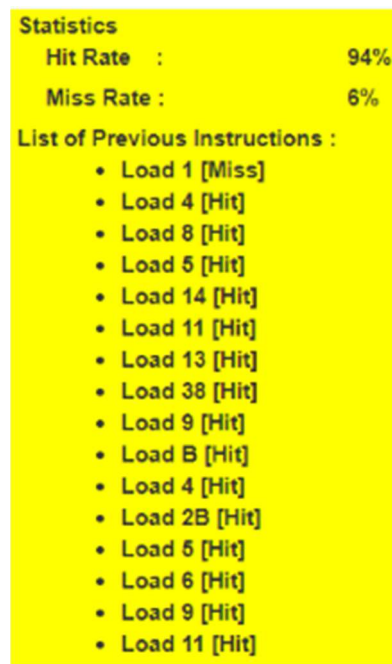 Statistics
Hit Rate : 94%
Miss Rate : 6%
List of Previous Instructions :
• Load 1 [Miss]
• Load 4 [Hit]
• Load 8 [Hit]
• Load 5 [Hit]
• Load 14 [Hit]
• Load 11 [Hit]
• Load 13 [Hit]
• Load 38 [Hit]
• Load 9 [Hit]
• Load B [Hit]
• Load 4 [Hit]
• Load 2B [Hit]
• Load 5 [Hit]
• Load 6 [Hit]
• Load 9 [Hit]
• Load 11 [Hit]